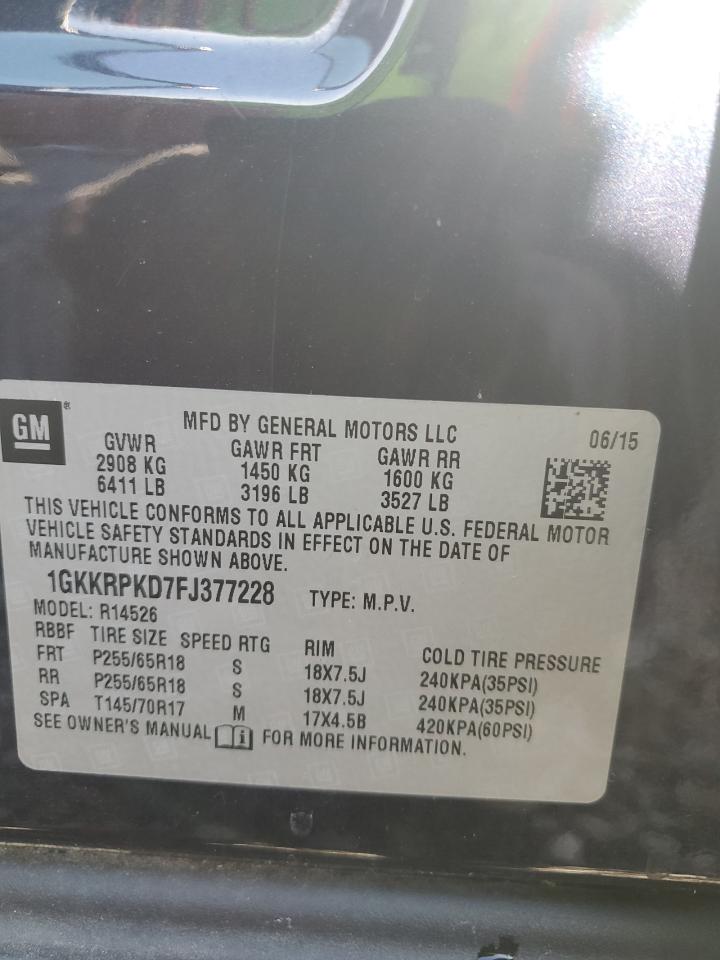 GM
MFD BY GENERAL MOTORS LLC
06/15
GVWR GAWR FRT GAWR RR
2908 KG 1450 KG 1600 KG
6411 LB 3196 LB 3527 LB
THIS VEHICLE CONFORMS TO ALL APPLICABLE U.S. FEDERAL MOTOR
VEHICLE SAFETY STANDARDS IN EFFECT ON THE DATE OF
MANUFACTURE SHOWN ABOVE.
1GKKRPKD7FJ377228 TYPE: M.P.V.
MODEL: R14526
RBBF TIRE SIZE SPEED RTG RIM COLD TIRE PRESSURE
FRT P255/65R18 S 18X7.5J 240KPA(35PSI)
RR P255/65R18 S 18X7.5J 240KPA(35PSI)
SPA T145/70R17 M 17X4.5B 420KPA(60PSI)
SEE OWNER'S MANUAL i FOR MORE INFORMATION.